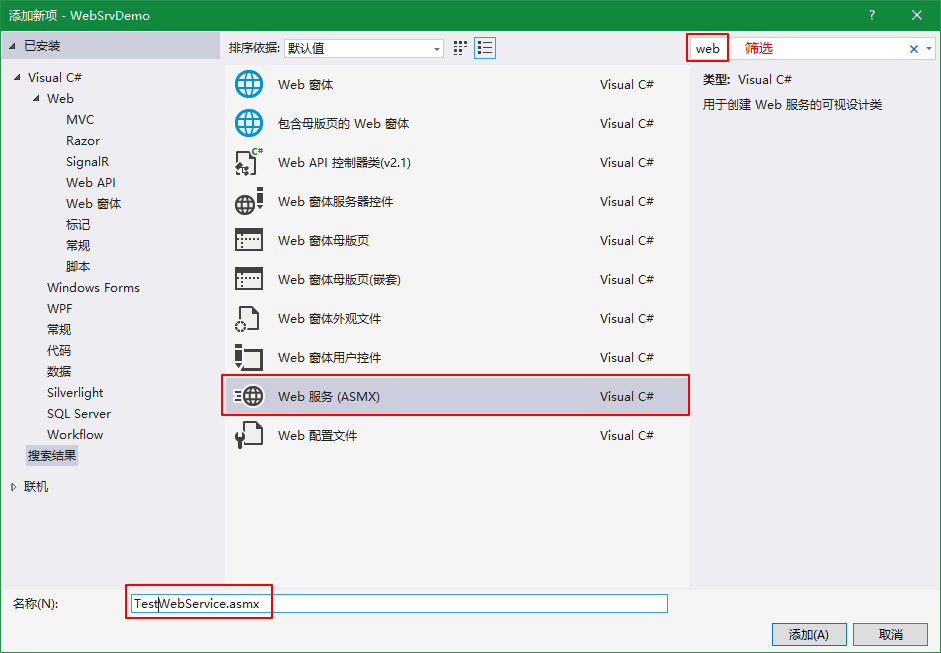 添加新项 - WebSrvDemo
?
已安装
排序依据: 默认值
web 筛选
Visual C#
Web
MVC
Razor
SignalR
Web API
Web 窗体
标记
常规
脚本
Windows Forms
WPF
常规
代码
数据
Silverlight
SQL Server
Workflow
搜索结果
联机
Web 窗体 Visual C#
包含母版页的 Web 窗体 Visual C#
Web API 控制器类(v2.1) Visual C#
Web 窗体服务器控件 Visual C#
Web 窗体母版页 Visual C#
Web 窗体母版页(嵌套) Visual C#
Web 窗体外观文件 Visual C#
Web 窗体用户控件 Visual C#
Web 服务 (ASMX) Visual C#
Web 配置文件 Visual C#
类型: Visual C#
用于创建 Web 服务的可视设计类
名称(N): TestWebService.asmx
添加(A) 取消